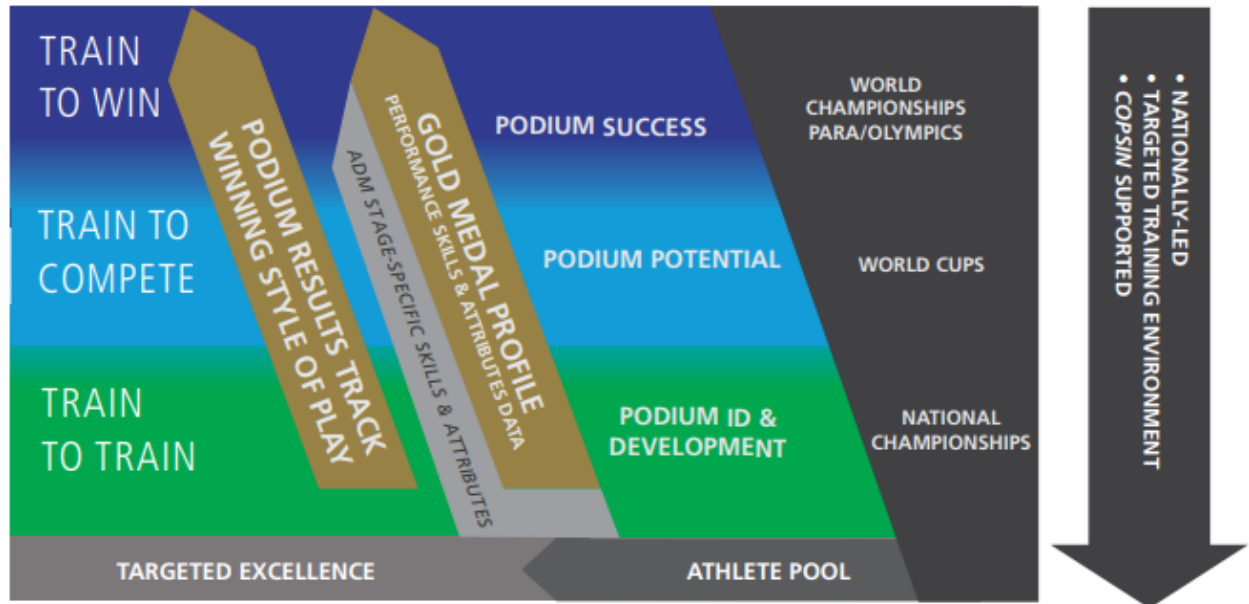 TRAIN
TO WIN
TRAIN TO
COMPETE
TRAIN
TO TRAIN
PODIUM RESULTS TRACK
WINNING STYLE OF PLAY
ADM STAGE-SPECIFIC SKILLS & ATTRIBUTES
GOLD MEDAL PROFILE
PERFORMANCE SKILLS & ATTRIBUTES DATA
PODIUM SUCCESS
PODIUM POTENTIAL
PODIUM ID &
DEVELOPMENT
WORLD
CHAMPIONSHIPS
PARA/OLYMPICS
WORLD CUPS
NATIONAL
CHAMPIONSHIPS
• NATIONALLY-LED
• TARGETED TRAINING ENVIRONMENT
• COPSIN SUPPORTED
TARGETED EXCELLENCE
ATHLETE POOL